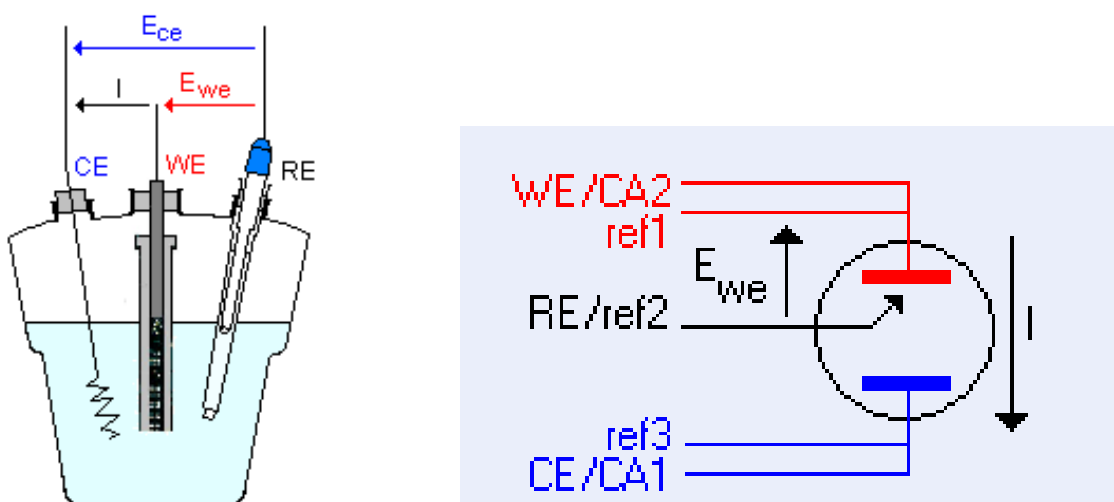 Ece
I
Ewe
CE
WE
RE
WE/CA2
ref1
Ewe
RE/ref2
I
ref3
CE/CA1